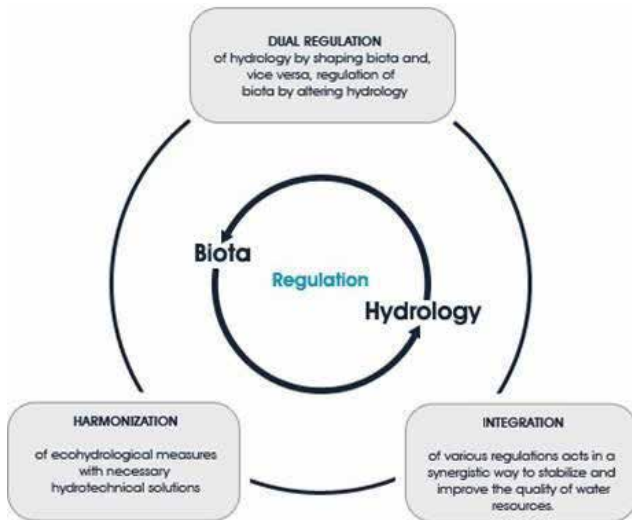 DUAL REGULATION
of hydrology by shaping biota and,
vice versa, regulation of
biota by altering hydrology
Biota
Regulation
Hydrology
HARMONIZATION
of ecohydrological measures
with necessary
hydrotechnical solutions
INTEGRATION
of various regulations acts in a
synergistic way to stabilize and
improve the quality of water
resources.